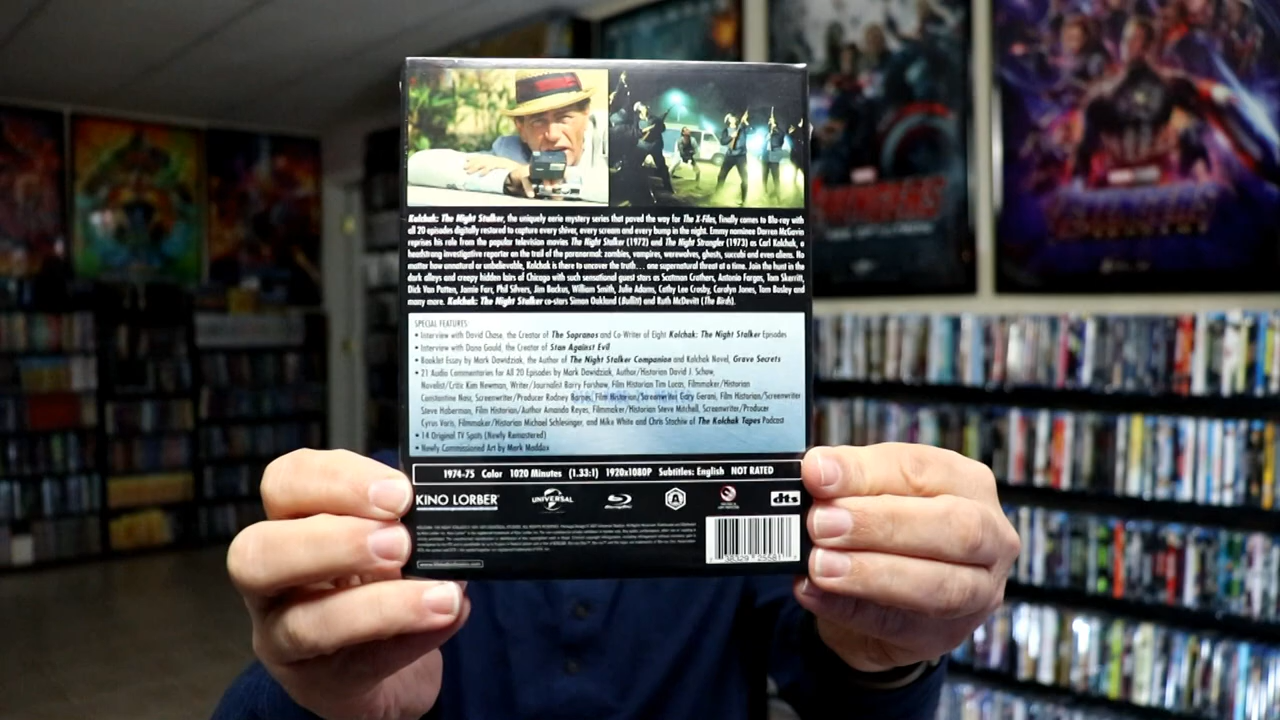 Kolchak: The Night Stalker, the uniquely eerie mystery series that paved the way for The X-Files, finally comes to Blu-ray with
all 20 episodes digitally restored to capture every shiver, every scream and every bump in the night. Emmy nominee Darren McGavin
reprises his role from the popular television movies The Night Stalker (1972) and The Night Strangler (1973) as Carl Kolchak, a
headstrong investigative reporter on the trail of the paranormal: zombies, vampires, werewolves, ghosts, succubi and even aliens. No
matter how unnatural or unbelievable, Kolchak is there to uncover the truth... one supernatural threat at a time. Join the hunt in the
dark alleys and creepy hidden lairs of Chicago with such sensational guest stars as Scatman Crothers, Antonio Fargas, Tom Skerritt,
Dick Van Patten, Jamie Farr, Phil Silvers, Jim Backus, William Smith, Julie Adams, Cathy Lee Crosby, Carolyn Jones, Tom Bosley and
many more. Kolchak: The Night Stalker co-stars Simon Oakland (Bullitt) and Ruth McDevitt (The Birds).
SPECIAL FEATURES
• Interview with David Chase, the Creator of The Sopranos and Co-Writer of Eight Kolchak: The Night Stalker Episodes
• Interview with Dana Gould, the Creator of Stan Against Evil
• Booklet Essay by Mark Dawidziak, the Author of The Night Stalker Companion and Kolchak Novel, Grave Secrets
• 21 Audio Commentaries for All 20 Episodes by Mark Dawidziak, Author/Historian David J. Schow,
Novelist/Critic Kim Newman, Writer/Journalist Barry Forshaw, Film Historian Tim Lucas, Filmmaker/Historian
Constantine Nasr, Screenwriter/Producer Rodney Barnes, Film Historian/Screenwriter Gary Gerani, Film Historian/Screenwriter
Steve Haberman, Film Historian/Author Amanda Reyes, Filmmaker/Historian Steve Mitchell, Screenwriter/Producer
Cyrus Voris, Filmmaker/Historian Michael Schlesinger, and Mike White and Chris Stachiw of The Kolchak Tapes Podcast
• 14 Original TV Spots (Newly Remastered)
• Newly Commissioned Art by Mark Maddox
1974-75 Color 1020 Minutes (1.33:1) 1920x1080P Subtitles: English NOT RATED
KINO LORBER UNIVERSAL Blu-ray A dts
38329 25581